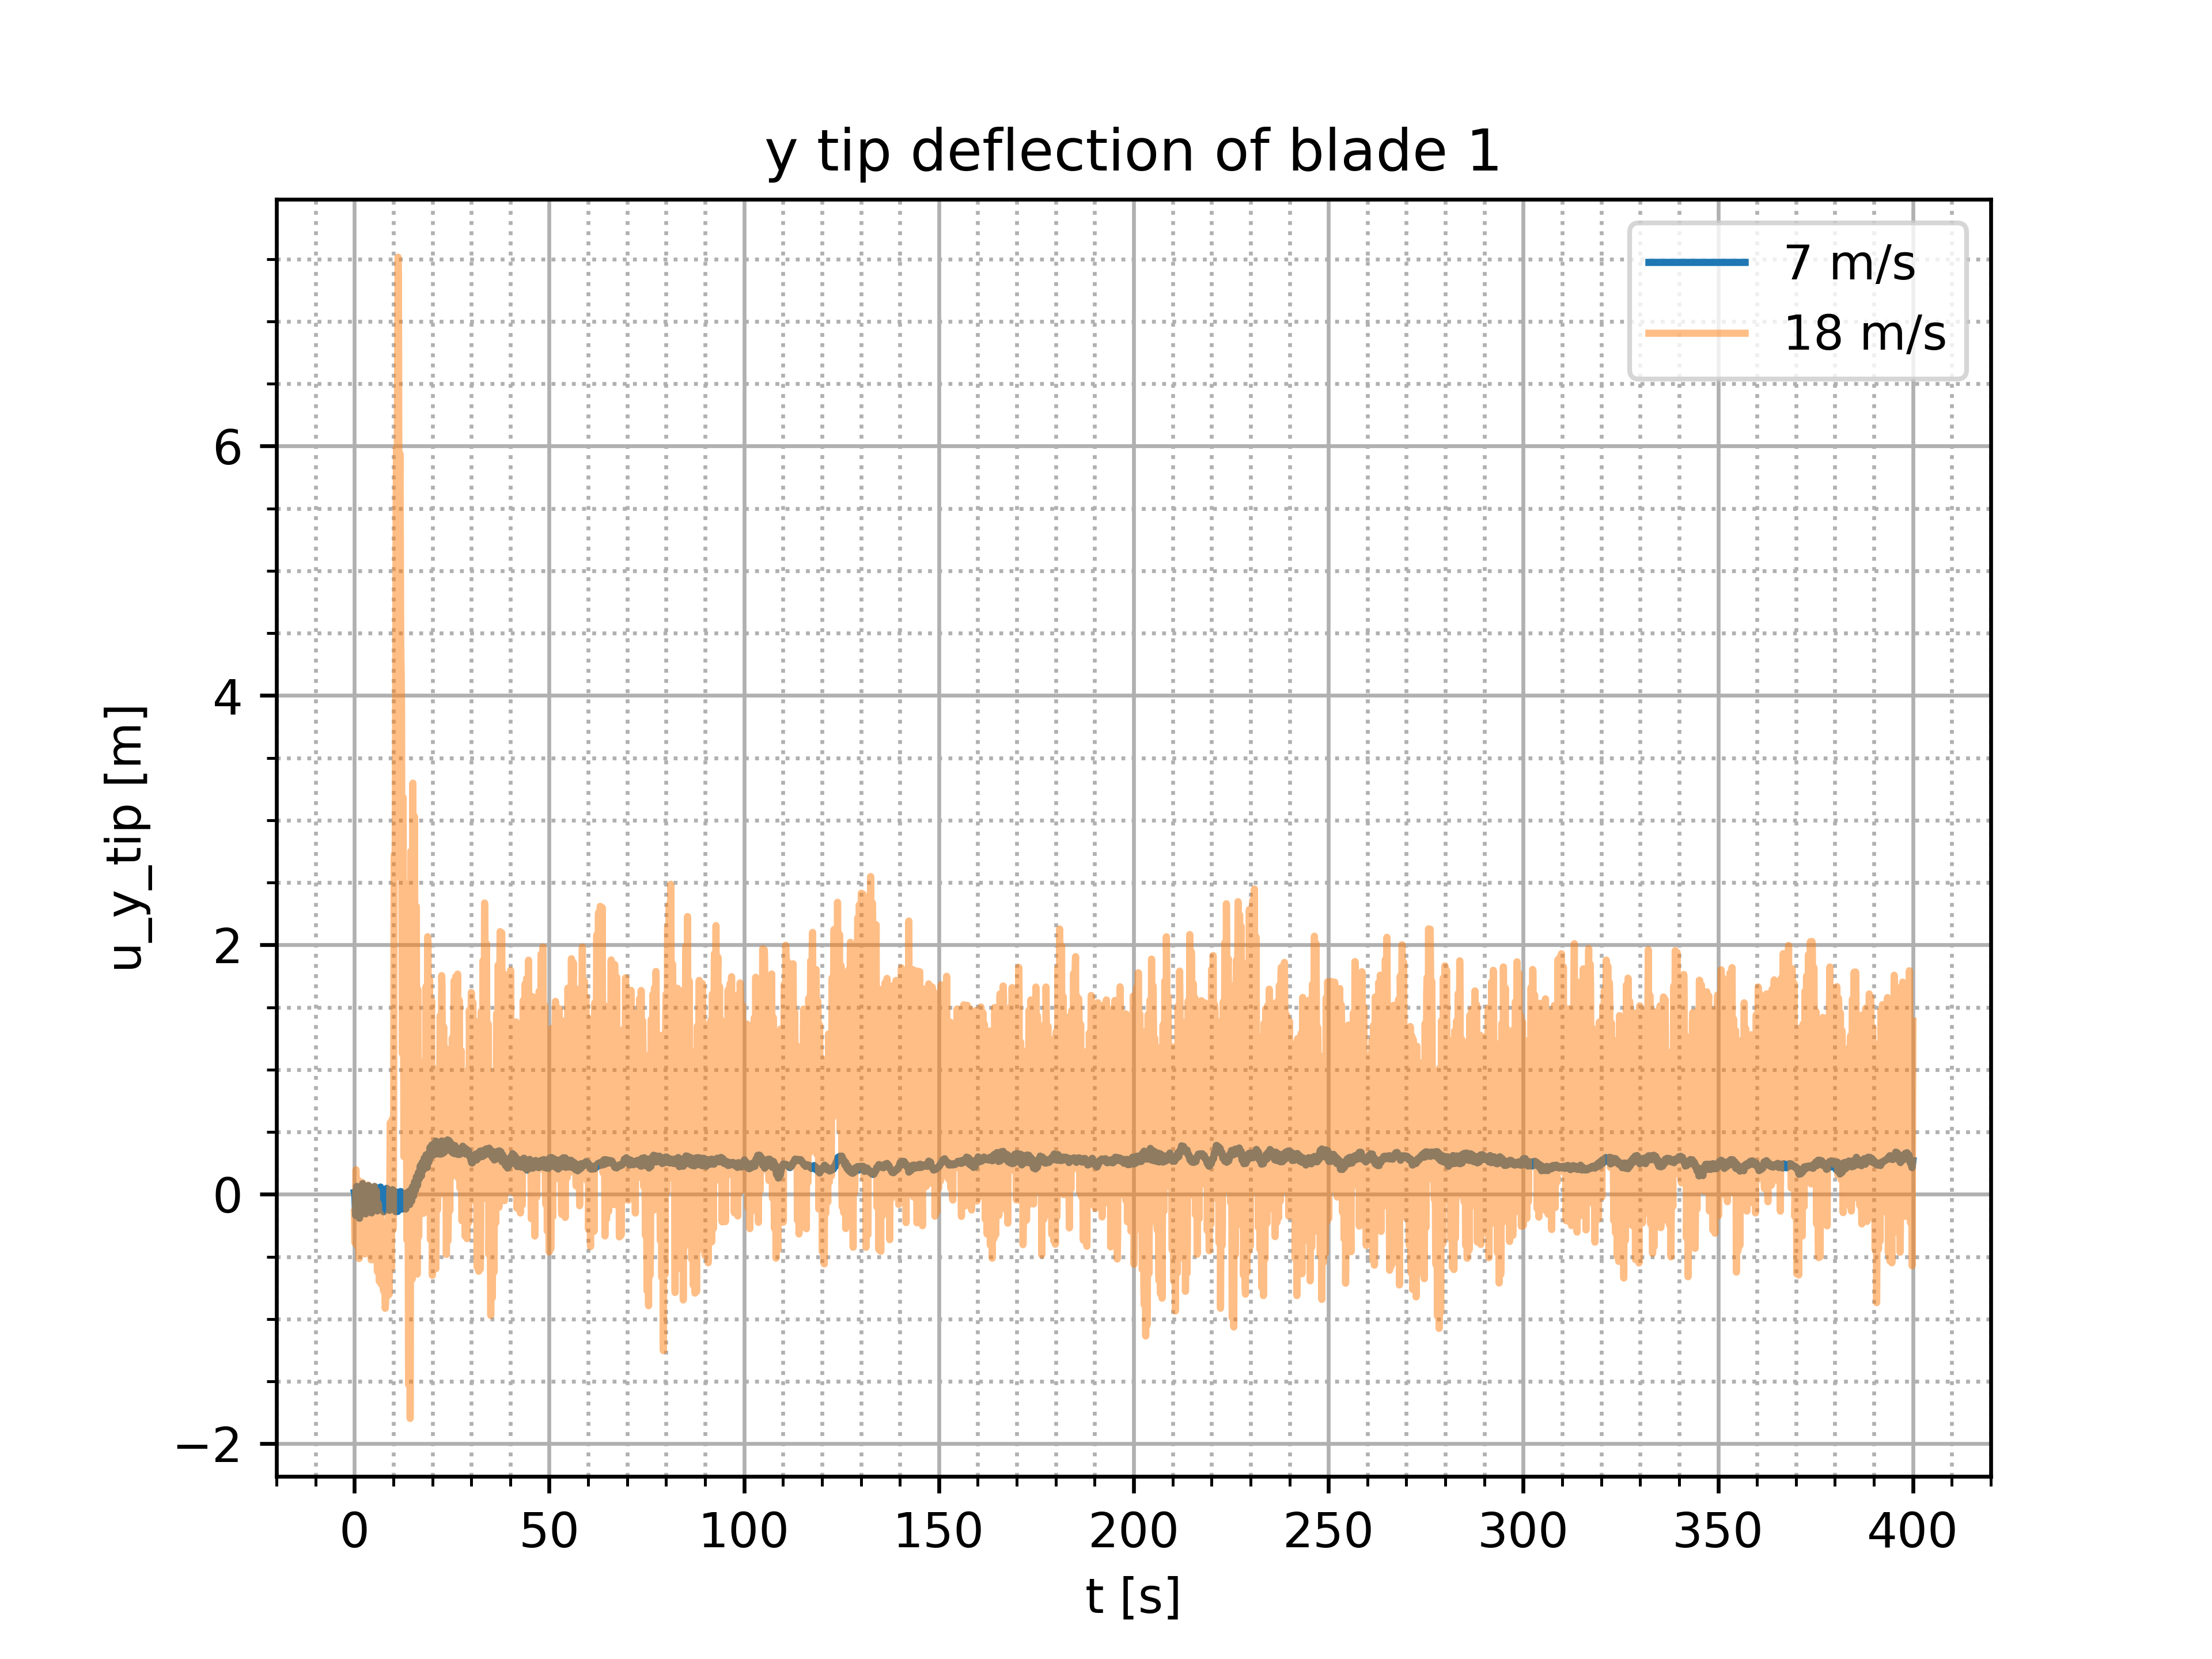 y tip deflection of blade 1
7 m/s
18 m/s
u_y_tip [m]
6
4
2
0
−2
0 50 100 150 200 250 300 350 400
t [s]